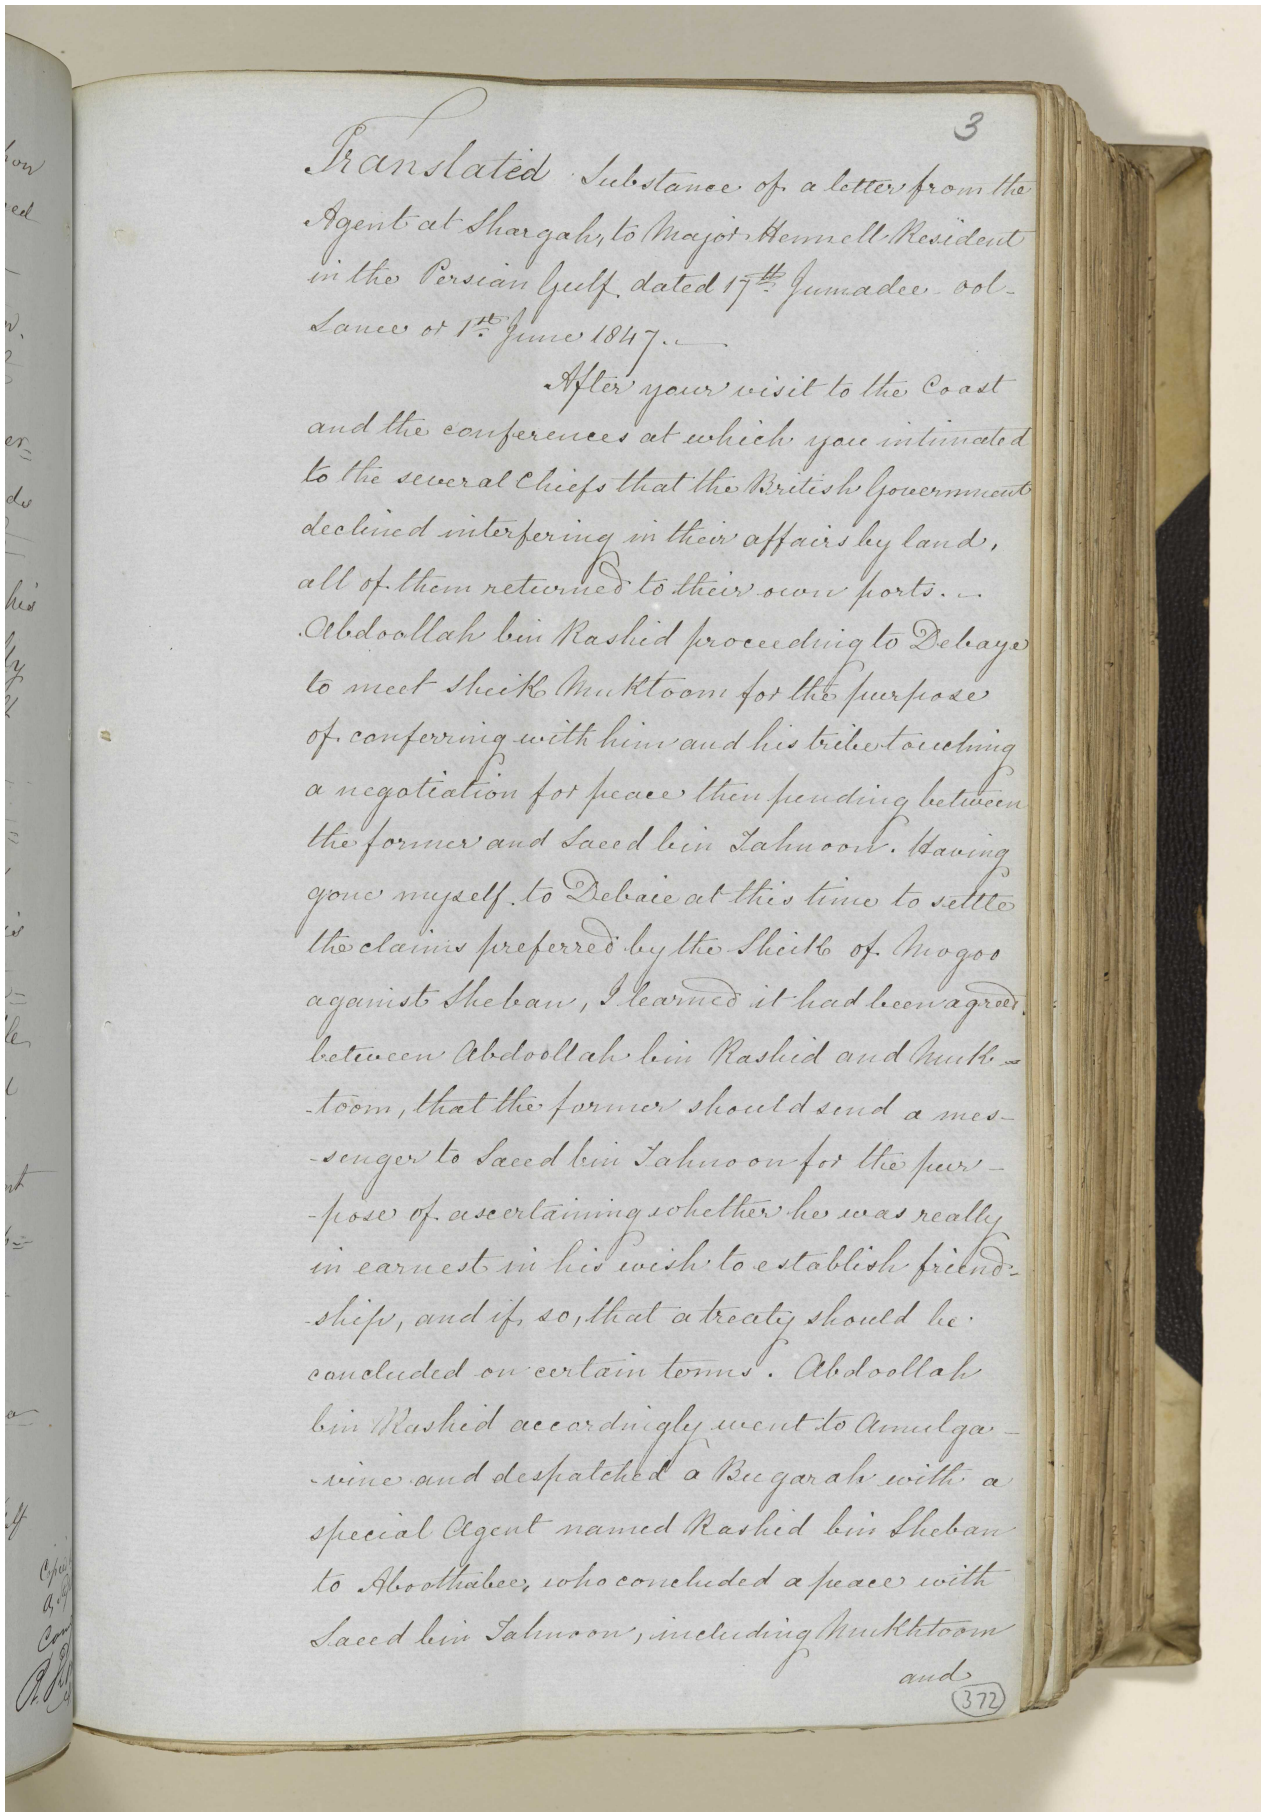 3
Translated Substance of a letter from the
Agent at Shargah, to Major Hennell Resident
in the Persian Gulf dated 17th Jumadee-ool-
Sanee or 1st June 1847.
After your visit to the Coast
and the conferences at which you intimated
to the several Chiefs that the British Government
declined interfering in their affairs by land,
all of them returned to their own ports.
Abdoollah bin Rashid proceeding to Debaye
to meet Sheik Muktoom for the purpose
of conferring with him and his tribe touching
a negotiation for peace then pending between
the former and Saeed bin Tahnoon. Having
gone myself to Debaie at this time to settle
the claims preferred by the Sheik of Mogoo
against Sheban, I learned it had been agreed
between Abdoollah bin Rashid and Muk=
-toom, that the former should send a mes-
-senger to Saeed bin Tahnoon for the pur-
-pose of ascertaining whether he was really
in earnest in his wish to establish friend-
-ship, and if so, that a treaty should be
concluded on certain terms. Abdoollah
bin Rashid accordingly went to Amulga-
-vine and despatched a Bugarah with a
special Agent named Rashid bin Sheban
to Aboothabee, who concluded a peace with
Saeed bin Tahnoon, including Mukhtoom
and
372